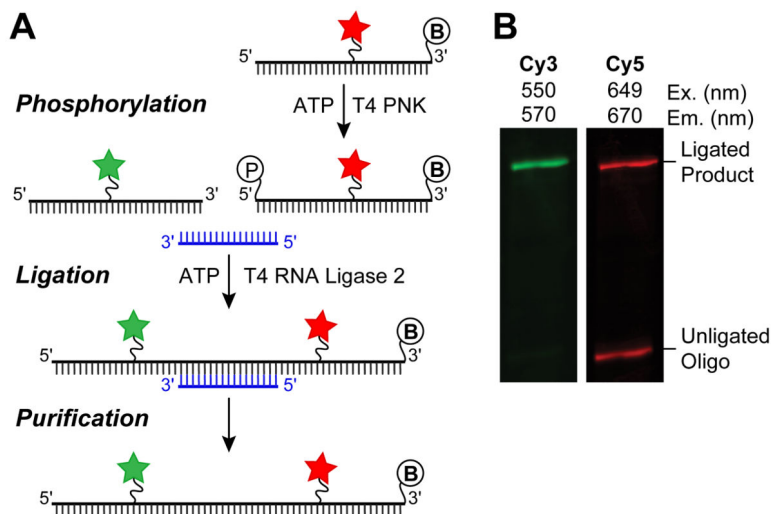 A
B
5'
B
3'
Phosphorylation
ATP
T4 PNK
5'
3'
P
B
5'
3'
3'
5'
Ligation
ATP
T4 RNA Ligase 2
B
5'
3'
3'
5'
Purification
B
5'
3'
Cy3
Cy5
550
649
Ex. (nm)
570
670
Em. (nm)
Ligated
Product
Unligated
Oligo